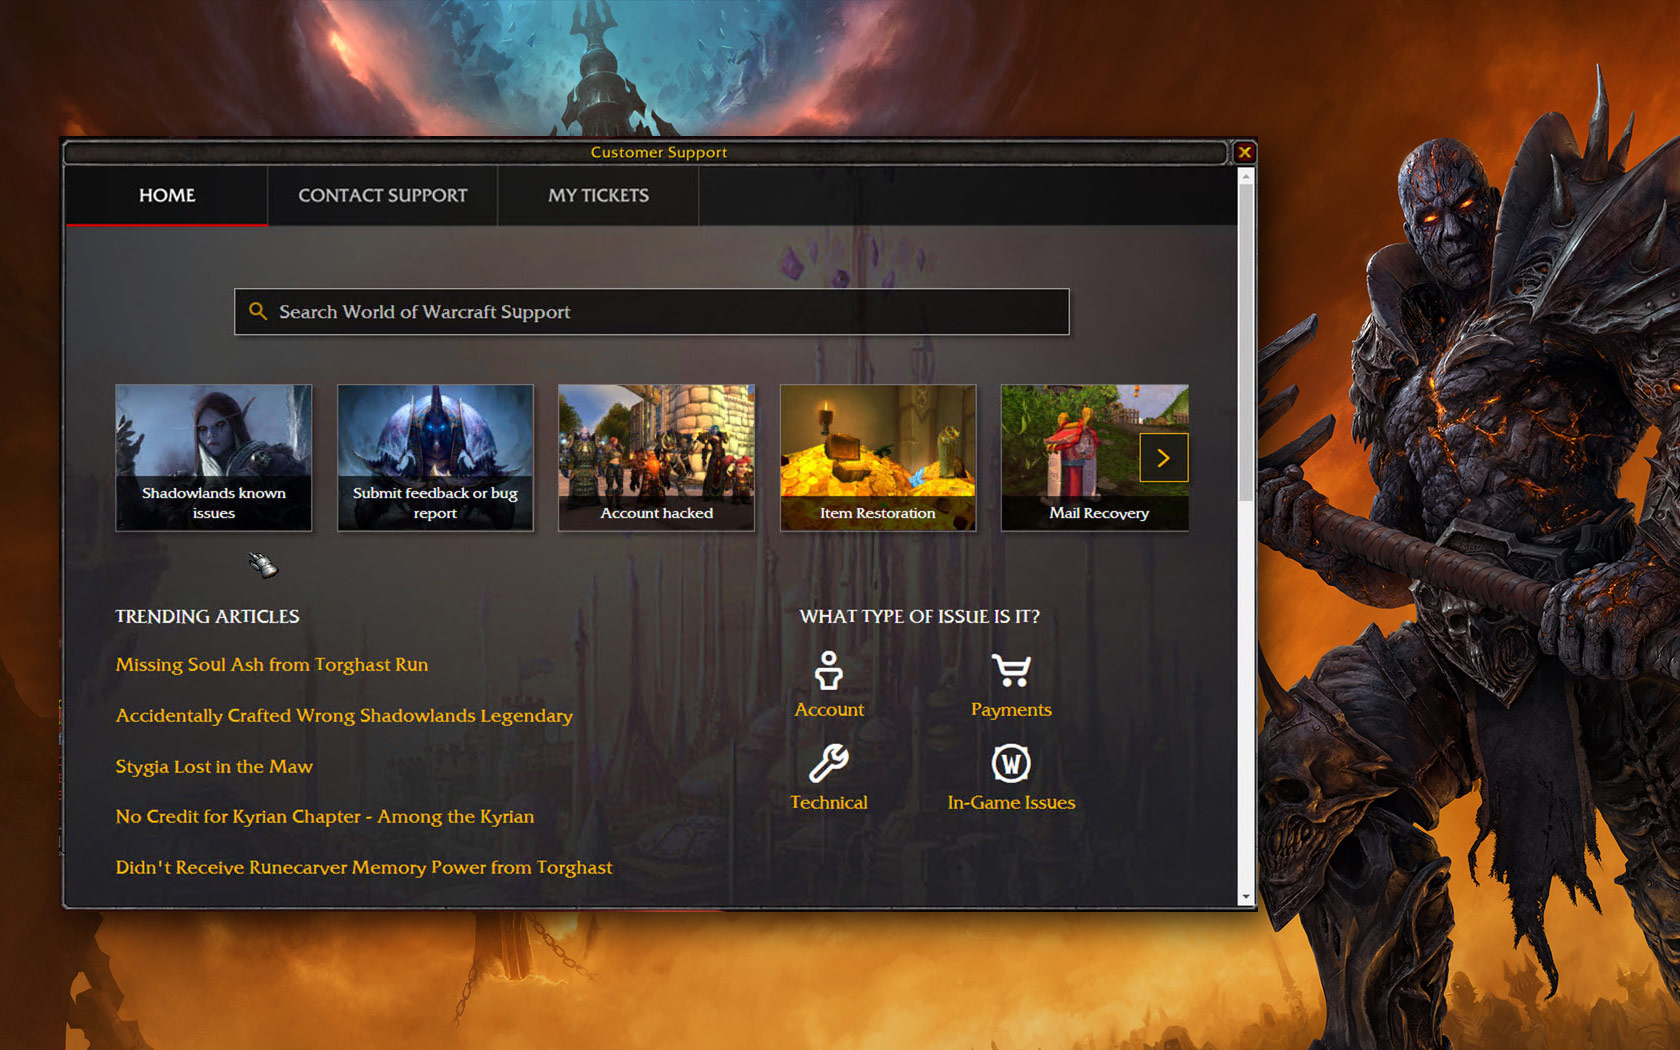 Customer Support
HOME
CONTACT SUPPORT
MY TICKETS
Search World of Warcraft Support
Shadowlands known
issues
Submit feedback or bug
report
Account hacked
Item Restoration
Mail Recovery
TRENDING ARTICLES
Missing Soul Ash from Torghast Run
Accidentally Crafted Wrong Shadowlands Legendary
Stygia Lost in the Maw
No Credit for Kyrian Chapter - Among the Kyrian
Didn't Receive Runecarver Memory Power from Torghast
WHAT TYPE OF ISSUE IS IT?
Account
Payments
W
Technical
In-Game Issues